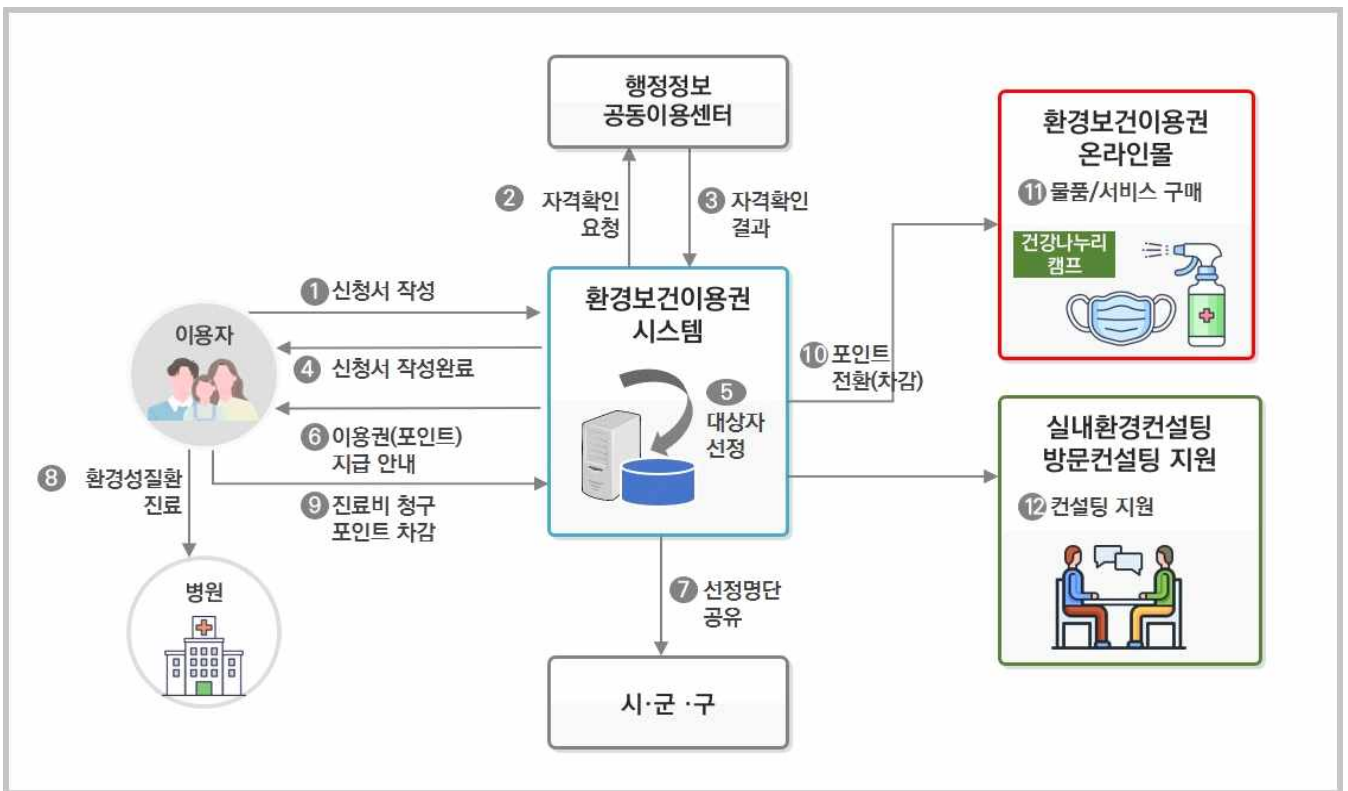 행정정보
공동이용센터
② 자격확인
요청
③ 자격확인
결과
환경보건이용권
온라인몰
⑪ 물품/서비스 구매
건강나누리
캠프
① 신청서 작성
이용자
④ 신청서 작성완료
⑥ 이용권(포인트)
지급 안내
⑧ 환경성질환
진료
⑨ 진료비 청구
포인트 차감
병원
환경보건이용권
시스템
⑤
대상자
선정
⑩ 포인트
전환(차감)
실내환경컨설팅
방문컨설팅 지원
⑫ 컨설팅 지원
⑦ 선정명단
공유
시·군 ·구